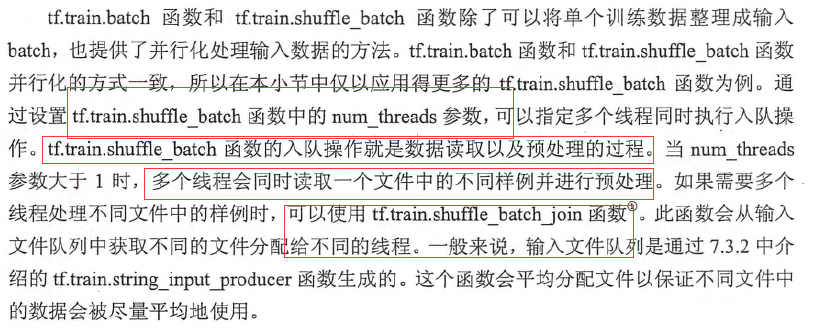 tf.train.batch 函数和 tf.train.shuffle_batch 函数除了可以将单个训练数据整理成输入
batch，也提供了并行化处理输入数据的方法。tf.train.batch 函数和 tf.train.shuffle_batch 函数
并行化的方式一致，所以在本小节中仅以应用得更多的 tf.train.shuffle_batch 函数为例。通
过设置 tf.train.shuffle_batch 函数中的 num_threads 参数，可以指定多个线程同时执行入队操
作。tf.train.shuffle_batch 函数的入队操作就是数据读取以及预处理的过程。当 num_threads
参数大于 1 时，多个线程会同时读取一个文件中的不同样例并进行预处理。如果需要多个
线程处理不同文件中的样例时，可以使用 tf.train.shuffle_batch_join 函数④。此函数会从输入
文件队列中获取不同的文件分配给不同的线程。一般来说，输入文件队列是通过 7.3.2 中介
绍的 tf.train.string_input_producer 函数生成的。这个函数会平均分配文件以保证不同文件中
的数据会被尽量平均地使用。